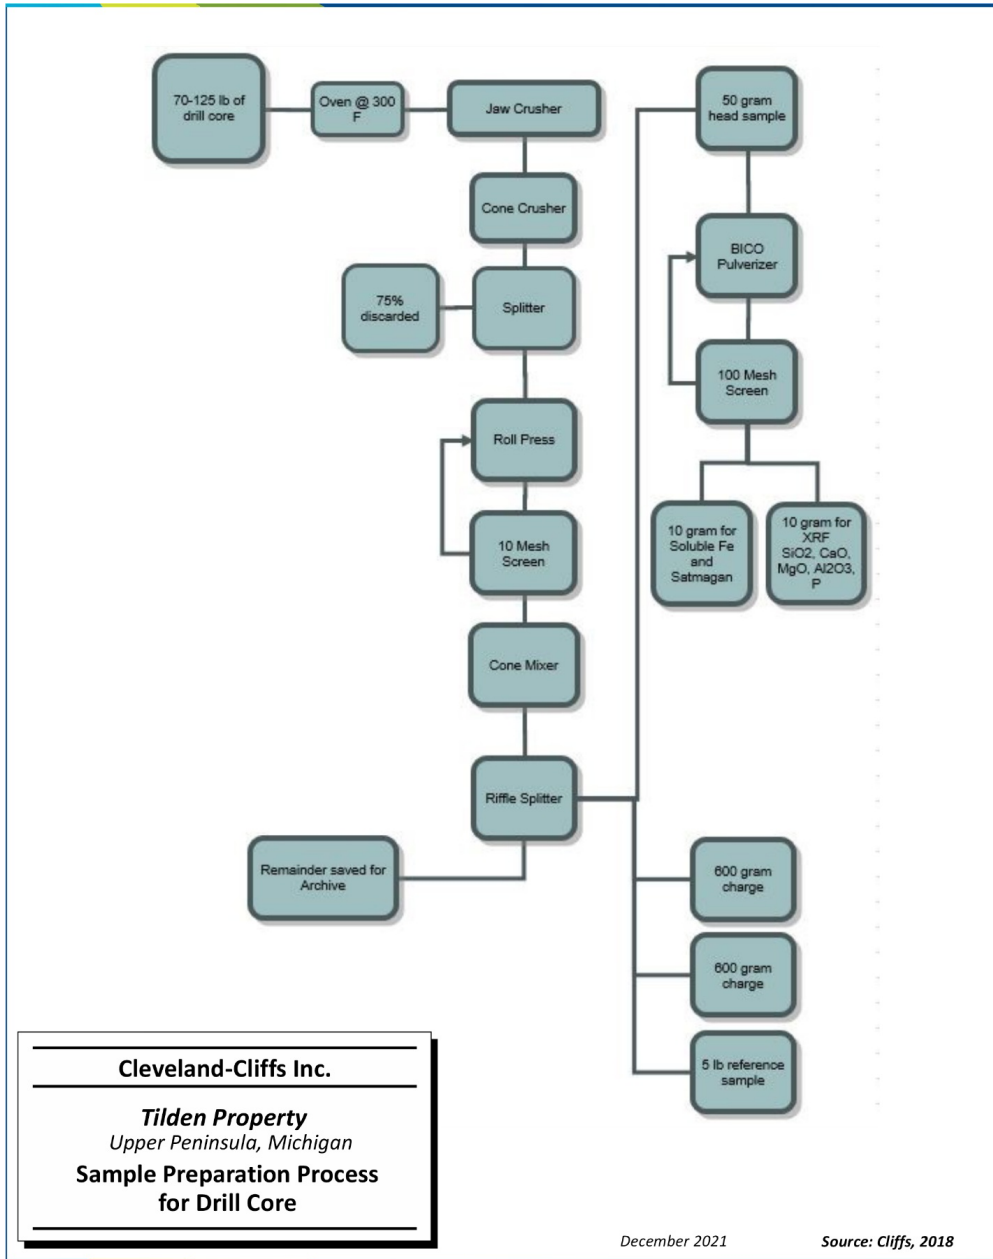 70-125 lb of
drill core
Oven @ 300
F
Jaw Crusher
Cone Crusher
75%
discarded
Splitter
Roll Press
10 Mesh
Screen
Cone Mixer
Riffle Splitter
Remainder saved for
Archive
50 gram
head sample
BICO
Pulverizer
100 Mesh
Screen
10 gram for
Soluble Fe
and
Satmagan
10 gram for
XRF
SiO2, CaO,
MgO, Al2O3,
P
600 gram
charge
600 gram
charge
5 lb reference
sample
Cleveland-Cliffs Inc.
Tilden Property
Upper Peninsula, Michigan
Sample Preparation Process
for Drill Core
December 2021
Source: Cliffs, 2018